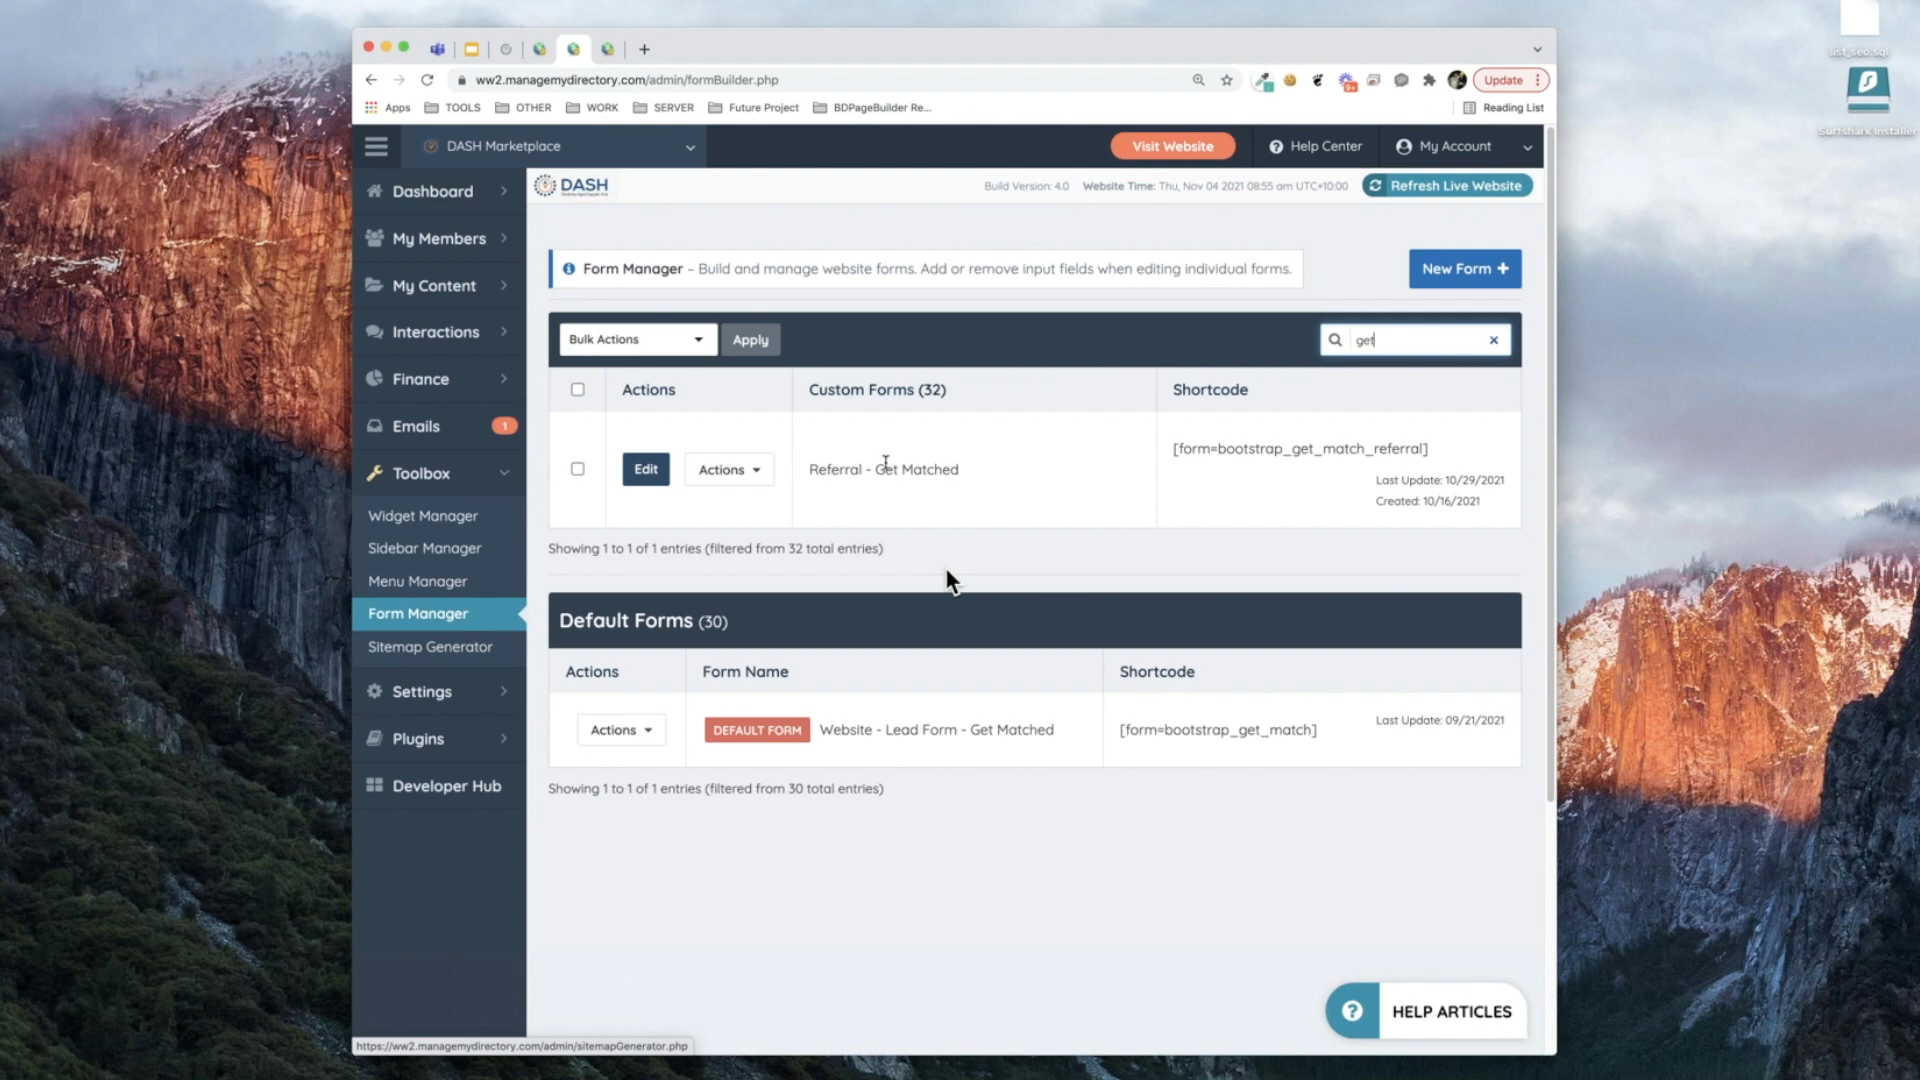 list_seo.sql
Surfshark Installer
ww2.managemydirectory.com/admin/formBuilder.php
Update
Apps
TOOLS
OTHER
WORK
SERVER
Future Project
BDPageBuilder Re...
Reading List
DASH Marketplace
Visit Website
Help Center
My Account
DASH
Build Version: 4.0
Website Time: Thu, Nov 04 2021 08:55 am UTC+10:00
Refresh Live Website
Dashboard
My Members
My Content
Interactions
Finance
Emails
1
Toolbox
Widget Manager
Sidebar Manager
Menu Manager
Form Manager
Sitemap Generator
Settings
Plugins
Developer Hub
Form Manager – Build and manage website forms. Add or remove input fields when editing individual forms.
New Form +
Bulk Actions
Apply
get
Actions
Custom Forms (32)
Shortcode
Edit
Actions
Referral - Get Matched
[form=bootstrap_get_match_referral]
Last Update: 10/29/2021
Created: 10/16/2021
Showing 1 to 1 of 1 entries (filtered from 32 total entries)
Default Forms (30)
Actions
Form Name
Shortcode
Actions
DEFAULT FORM
Website - Lead Form - Get Matched
[form=bootstrap_get_match]
Last Update: 09/21/2021
Showing 1 to 1 of 1 entries (filtered from 30 total entries)
HELP ARTICLES
https://ww2.managemydirectory.com/admin/sitemapGenerator.php